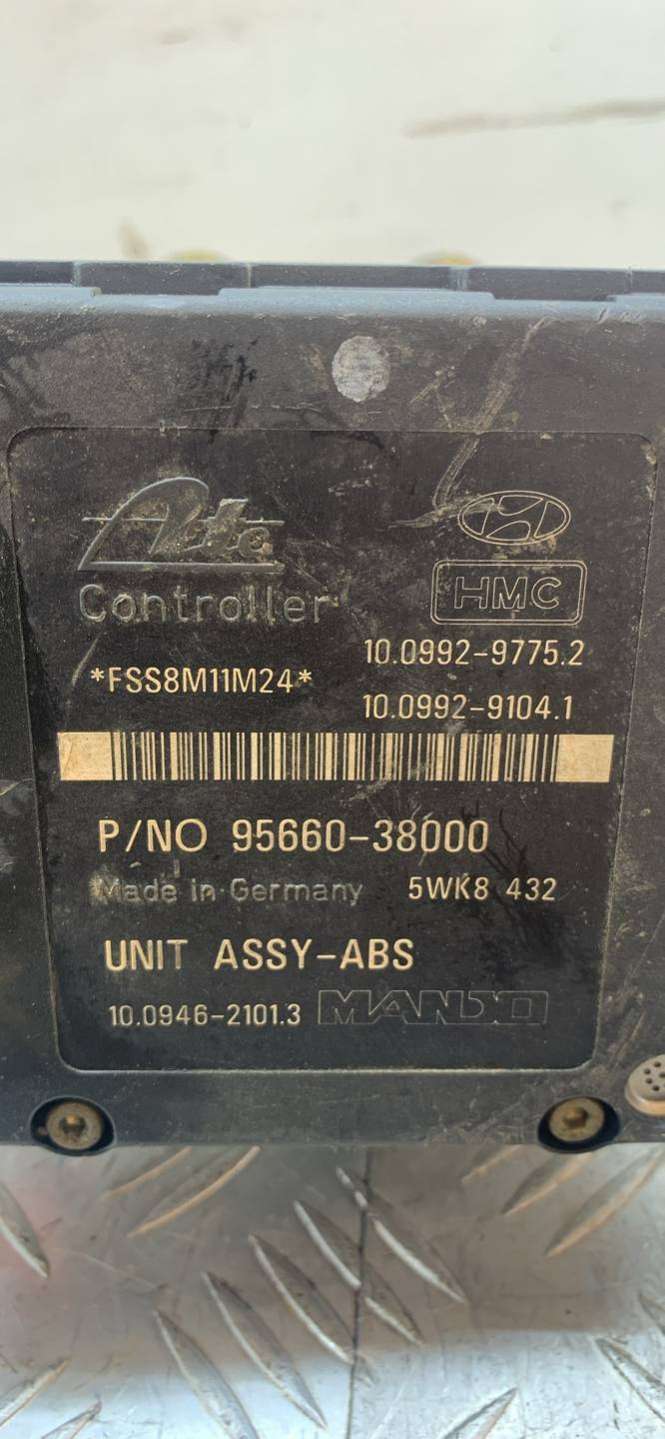 Ate
Controller
HMC
*FSS8M11M24*
10.0992-9775.2
10.0992-9104.1
P/NO 95660-38000
Made in Germany 5WK8 432
UNIT ASSY-ABS
10.0946-2101.3 MANDO